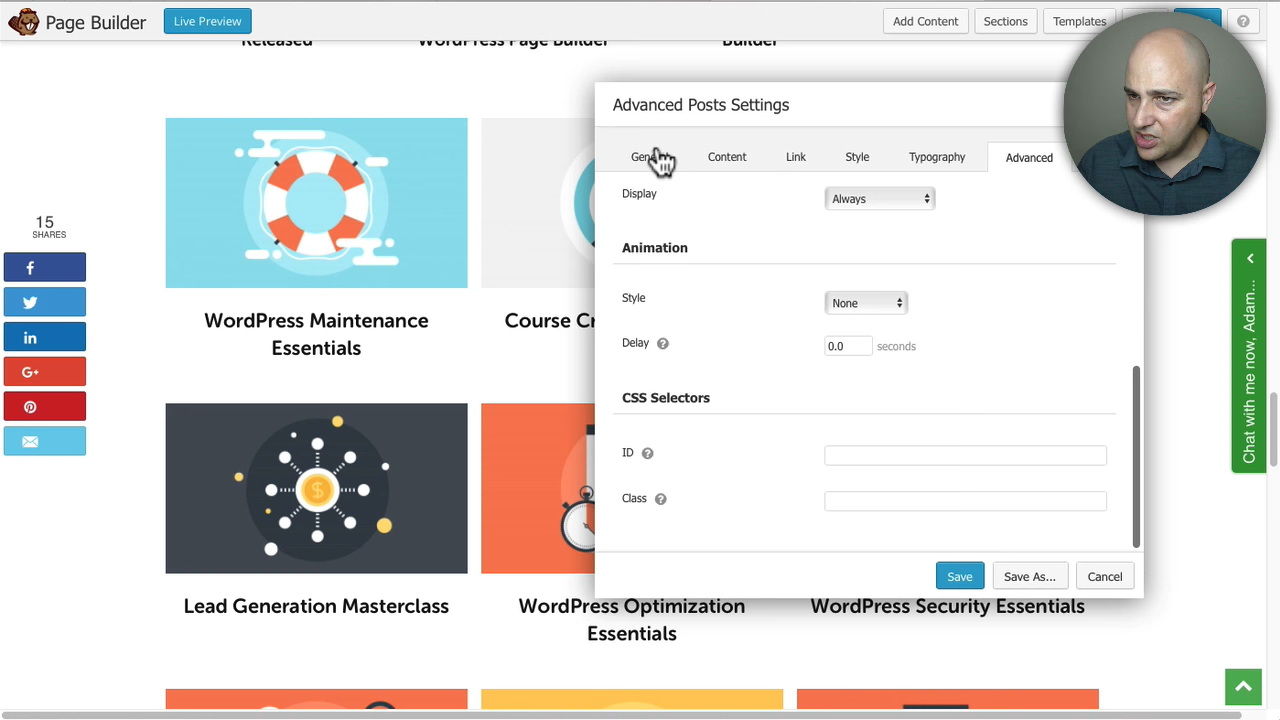 Page Builder
Live Preview
Add Content
Sections
Templates
?
Released
WordPress Page Builder
Builder
Advanced Posts Settings
Content
Link
Style
Typography
Advanced
Display
Always
Animation
Style
None
Delay ?
0.0
seconds
CSS Selectors
ID ?
Class ?
Save
Save As...
Cancel
15
SHARES
WordPress Maintenance
Essentials
Lead Generation Masterclass
WordPress Optimization
Essentials
WordPress Security Essentials
Chat with me now, Adam...